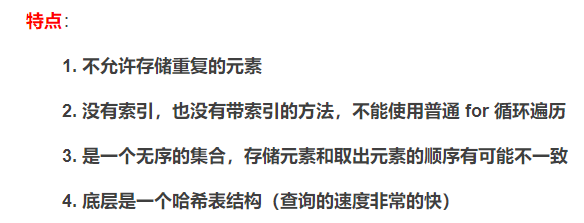 特点:
1. 不允许存储重复的元素
2. 没有索引，也没有带索引的方法，不能使用普通 for 循环遍历
3. 是一个无序的集合，存储元素和取出元素的顺序有可能不一致
4. 底层是一个哈希表结构（查询的速度非常的快）